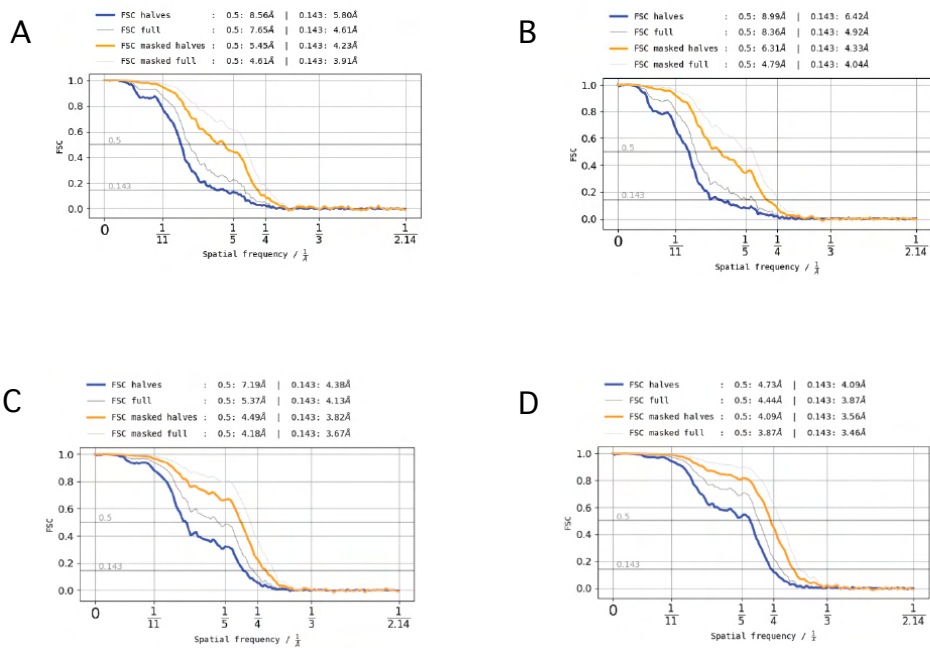 A
FSC halves : 0.5: 8.56Å | 0.143: 5.80Å
FSC full : 0.5: 7.65Å | 0.143: 4.61Å
FSC masked halves : 0.5: 5.45Å | 0.143: 4.23Å
FSC masked full : 0.5: 4.61Å | 0.143: 3.91Å
1.0
0.8
0.6
0.4
0.2
0.0
FSC
0.5
0.143
0 1/11 1/5 1/4 1/3 1/2.14
Spatial frequency / 1/Å
B
FSC halves : 0.5: 8.99Å | 0.143: 6.42Å
FSC full : 0.5: 8.36Å | 0.143: 4.92Å
FSC masked halves : 0.5: 6.31Å | 0.143: 4.33Å
FSC masked full : 0.5: 4.79Å | 0.143: 4.04Å
1.0
0.8
0.6
0.4
0.2
0.0
FSC
0.5
0.143
0 1/11 1/5 1/4 1/3 1/2.14
Spatial frequency / 1/Å
C
FSC halves : 0.5: 7.19Å | 0.143: 4.38Å
FSC full : 0.5: 5.37Å | 0.143: 4.13Å
FSC masked halves : 0.5: 4.49Å | 0.143: 3.82Å
FSC masked full : 0.5: 4.18Å | 0.143: 3.67Å
1.0
0.8
0.6
0.4
0.2
0.0
FSC
0.5
0.143
0 1/11 1/5 1/4 1/3 1/2.14
Spatial frequency / 1/Å
D
FSC halves : 0.5: 4.73Å | 0.143: 4.09Å
FSC full : 0.5: 4.44Å | 0.143: 3.87Å
FSC masked halves : 0.5: 4.09Å | 0.143: 3.56Å
FSC masked full : 0.5: 3.87Å | 0.143: 3.46Å
1.0
0.8
0.6
0.4
0.2
0.0
FSC
0.5
0.143
0 1/11 1/5 1/4 1/3 1/2.14
Spatial frequency / 1/Å